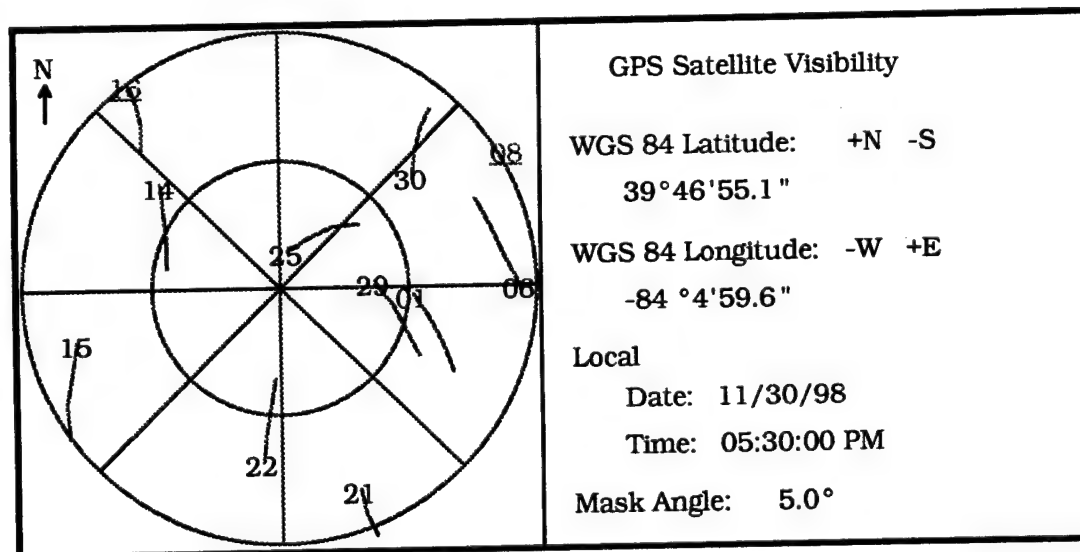 N
16
08
14
30
25
29
01
06
15
22
21
GPS Satellite Visibility
WGS 84 Latitude: +N -S
39°46'55.1"
WGS 84 Longitude: -W +E
-84 °4'59.6"
Local
Date: 11/30/98
Time: 05:30:00 PM
Mask Angle: 5.0°